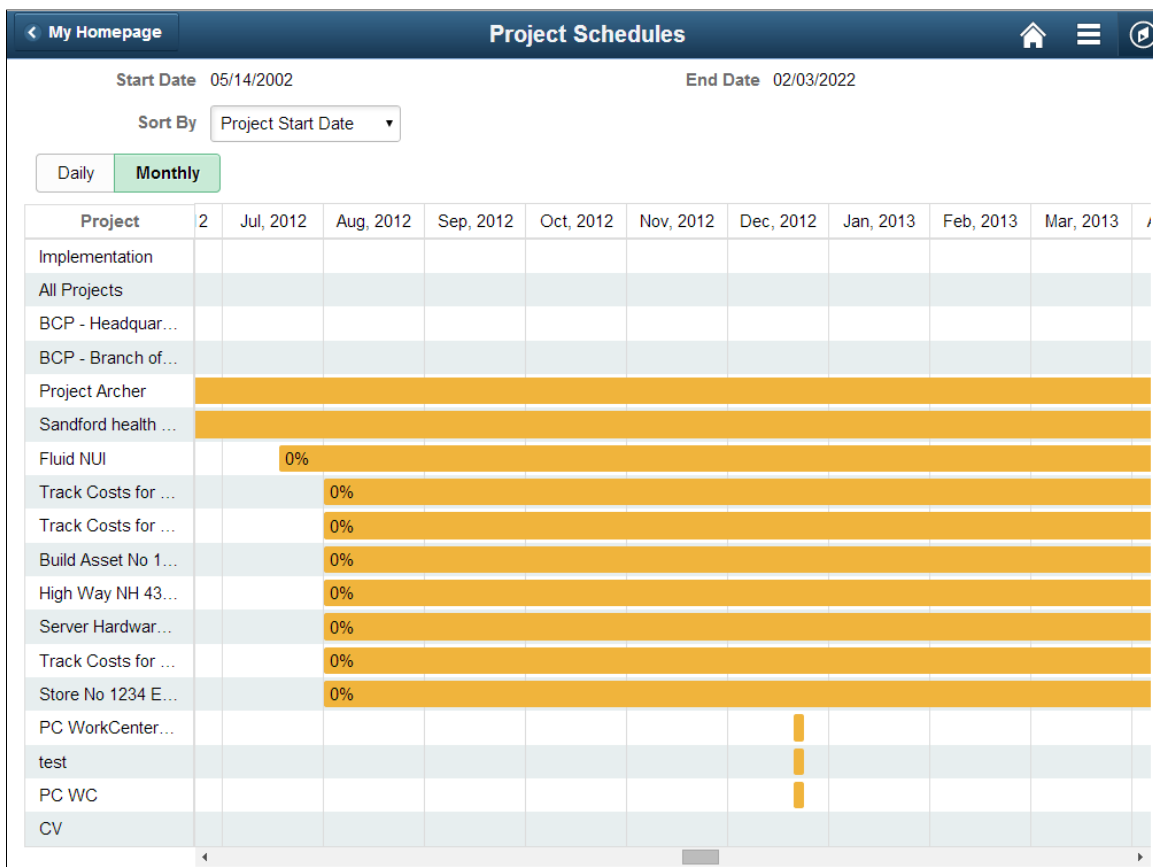 My Homepage
Project Schedules
Start Date 05/14/2002
End Date 02/03/2022
Sort By Project Start Date
Daily Monthly
Project 2 Jul, 2012 Aug, 2012 Sep, 2012 Oct, 2012 Nov, 2012 Dec, 2012 Jan, 2013 Feb, 2013 Mar, 2013
Implementation
All Projects
BCP - Headquar...
BCP - Branch of...
Project Archer
Sandford health ...
Fluid NUI 0%
Track Costs for ... 0%
Track Costs for ... 0%
Build Asset No 1... 0%
High Way NH 43... 0%
Server Hardwar... 0%
Track Costs for ... 0%
Store No 1234 E... 0%
PC WorkCenter...
test
PC WC
CV